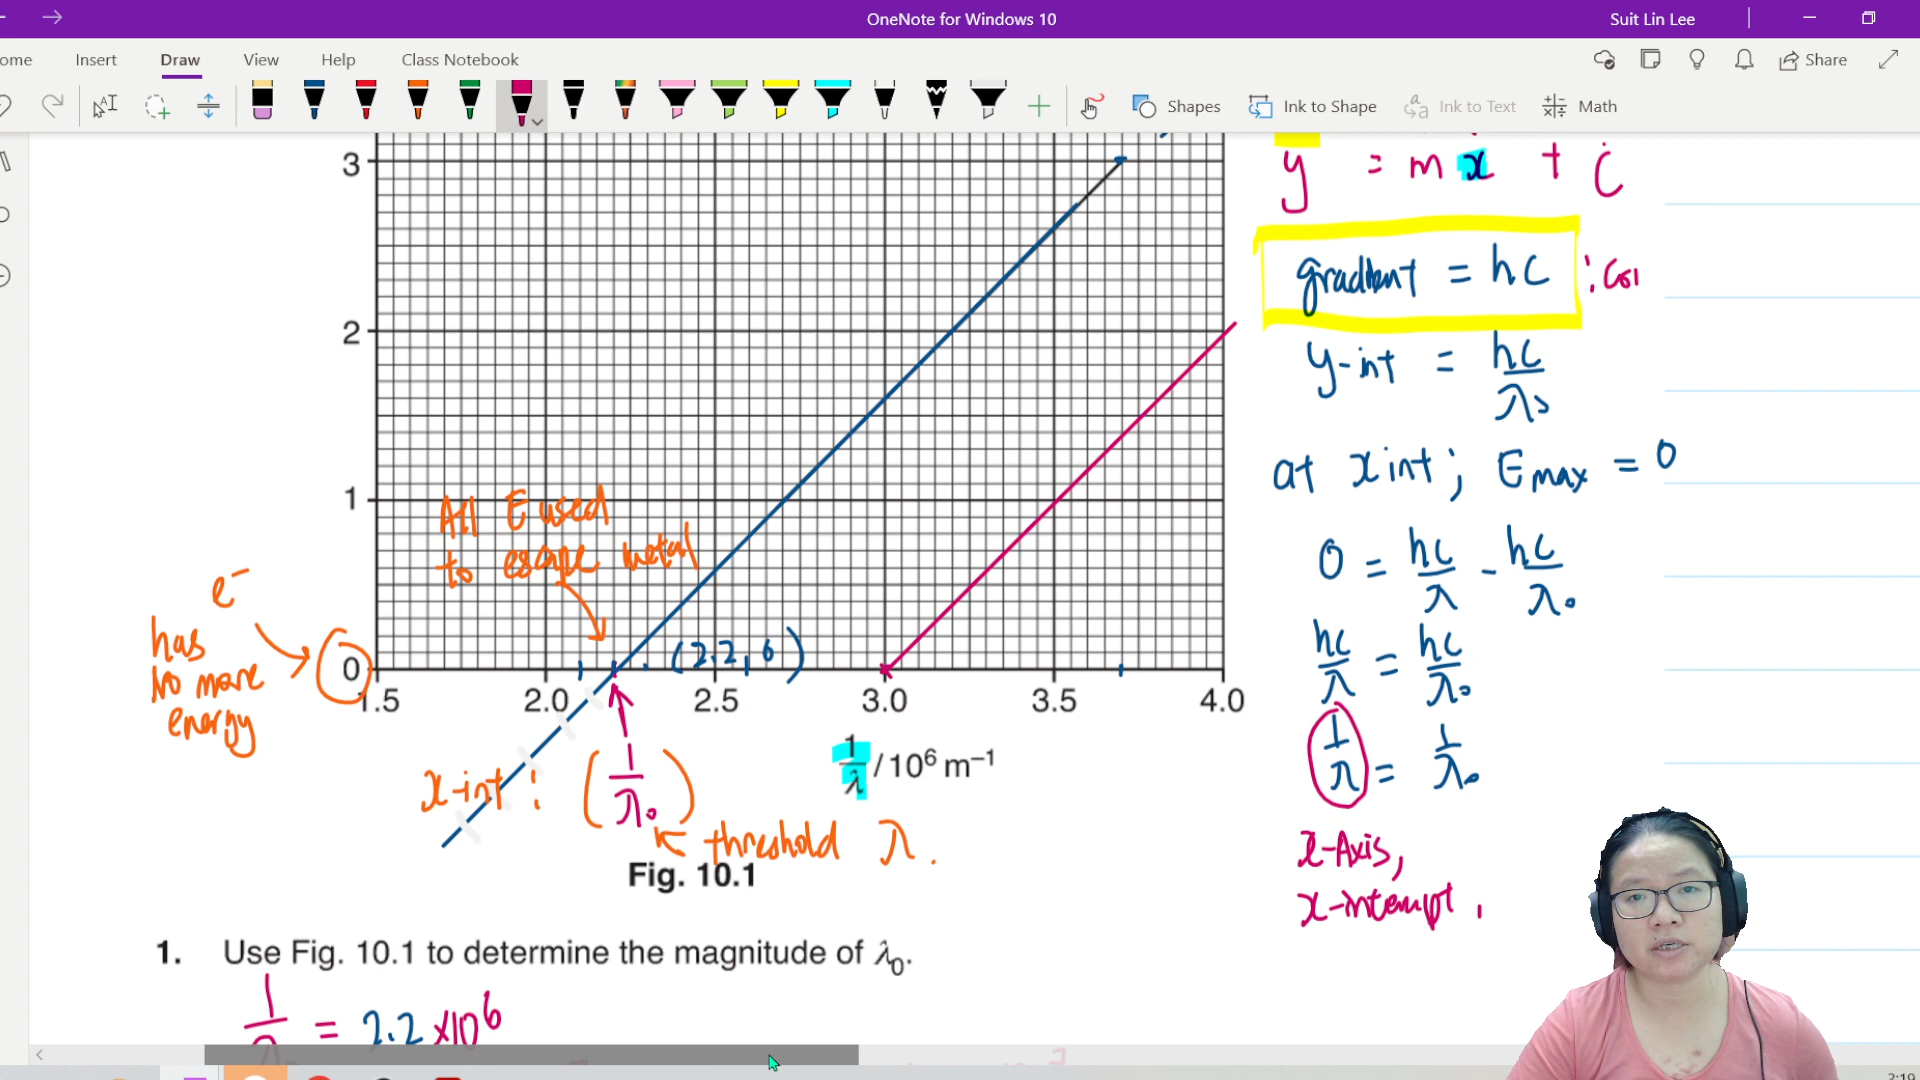 OneNote for Windows 10
Suit Lin Lee
ome Insert Draw View Help Class Notebook
Share
Shapes Ink to Shape Ink to Text Math
3
2
1
0
1.5 2.0 2.5 3.0 3.5 4.0
1/λ /10⁶ m⁻¹
Fig. 10.1
All E used
to escape metal
e⁻
has
No more
energy
(2.2, 0)
x-int : (1/λ₀)
threshold λ.
y = mx + c
gradient = hc
y-int = hc/λ₀
at x int; Emax = 0
0 = hc/λ - hc/λ₀
hc/λ = hc/λ₀
1/λ = 1/λ₀
x-Axis,
x-intercept,
1. Use Fig. 10.1 to determine the magnitude of λ₀.
= 2.2 ×10⁶